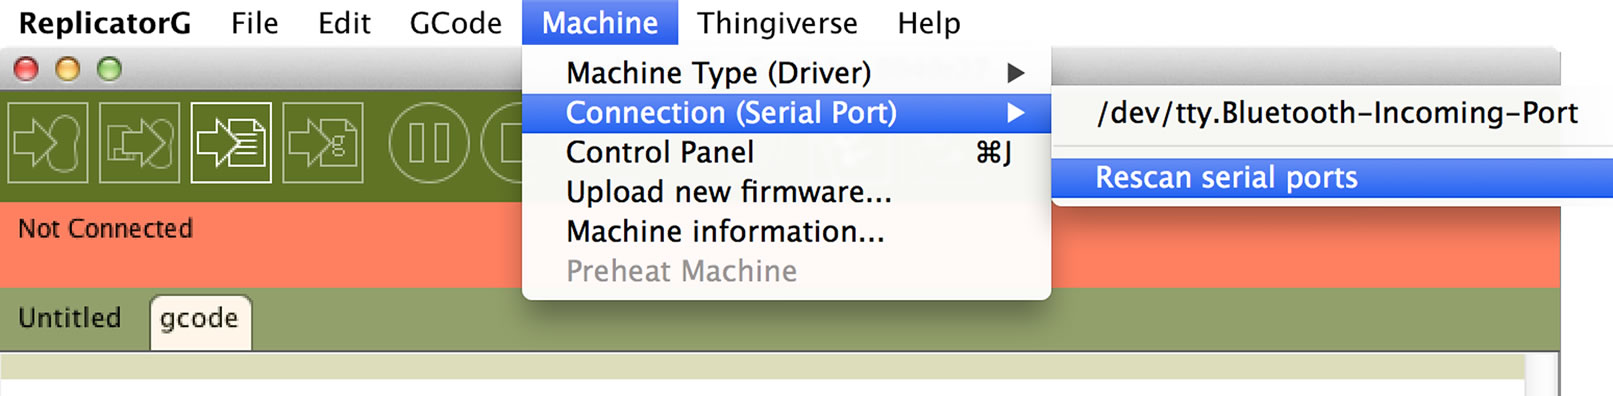 ReplicatorG File Edit GCode Machine Thingiverse Help
Machine Type (Driver)
Connection (Serial Port)
/dev/tty.Bluetooth-Incoming-Port
Control Panel ⌘J
Rescan serial ports
Upload new firmware...
Not Connected
Machine information...
Preheat Machine
Untitled gcode